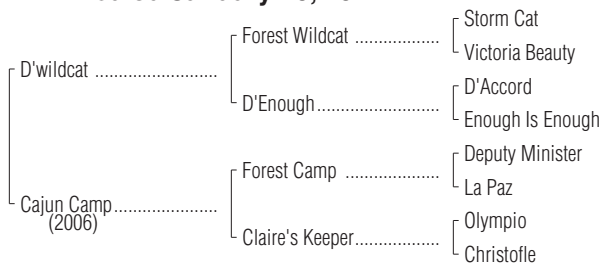 Storm Cat
Forest Wildcat ..................
Victoria Beauty
D'wildcat ..........................
D'Accord
D'Enough..........................
Enough Is Enough
Deputy Minister
Forest Camp ....................
La Paz
Cajun Camp......................
(2006)
Olympio
Claire's Keeper..................
Christofle